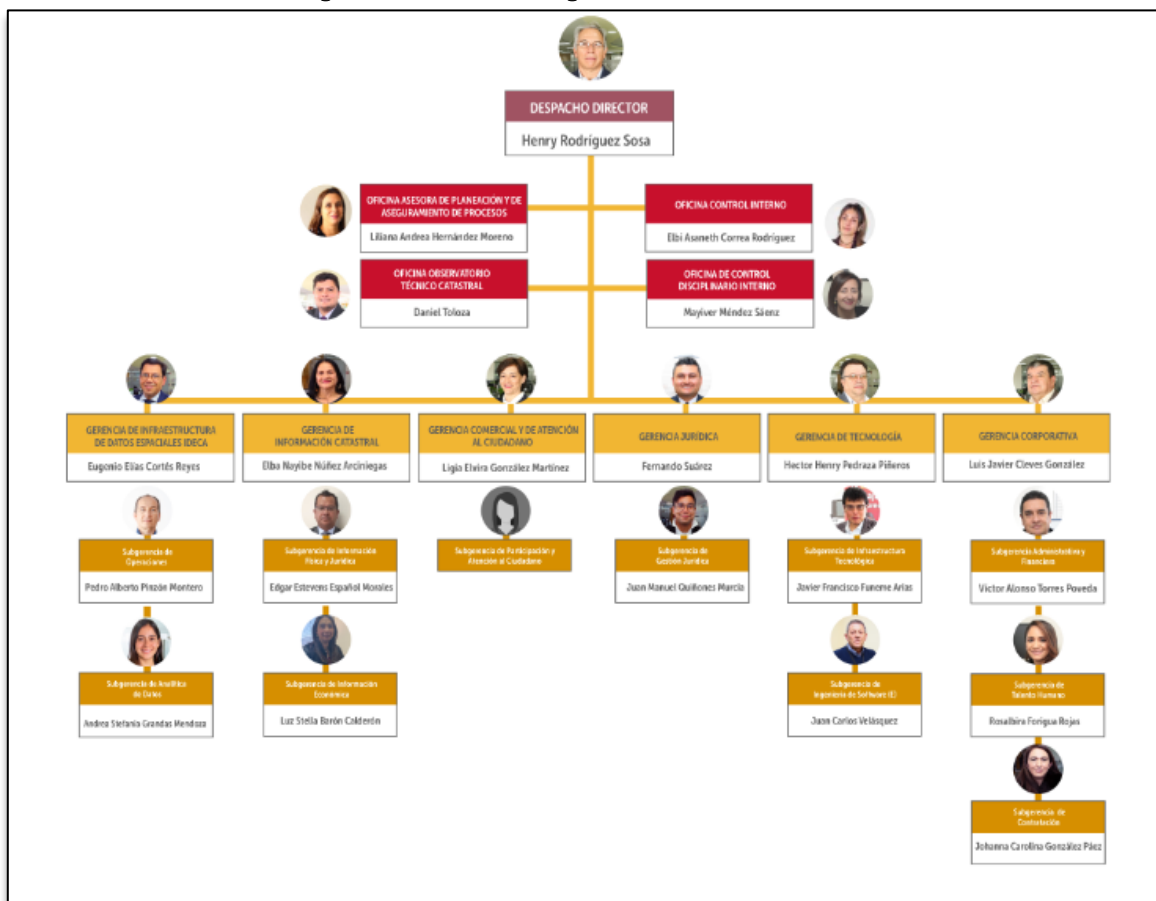 DESPACHO DIRECTOR
Henry Rodríguez Sosa
OFICINA ASESORA DE PLANEACIÓN Y DE
ASEGURAMIENTO DE PROCESOS
Liliana Andrea Hernández Moreno
OFICINA CONTROL INTERNO
Elbi Asaneth Correa Rodríguez
OFICINA OBSERVATORIO
TÉCNICO CATASTRAL
Daniel Toloza
OFICINA DE CONTROL
DISCIPLINARIO INTERNO
Mayiver Méndez Sáenz
GERENCIA DE INFRAESTRUCTURA
DE DATOS ESPACIALES IDECA
Eugenio Elías Cortés Reyes
GERENCIA DE
INFORMACIÓN CATASTRAL
Elba Nayibe Núñez Arciniegas
GERENCIA COMERCIAL Y DE ATENCIÓN
AL CIUDADANO
Ligia Elvira González Martínez
GERENCIA JURÍDICA
Fernando Suárez
GERENCIA DE TECNOLOGÍA
Hector Henry Pedraza Piñeros
GERENCIA CORPORATIVA
Luis Javier Cleves González
Subgerencia de
Operaciones
Pedro Alberto Pinzón Montero
Subgerencia de Información
Física y Jurídica
Edgar Estevens Español Morales
Subgerencia de Participación y
Atención al Ciudadano
Subgerencia de
Gestión Jurídica
Juan Manuel Quiñones Murcia
Subgerencia de Infraestructura
Tecnológica
Javier Francisco Funeme Arias
Subgerencia Administrativa y
Financiera
Víctor Alonso Torres Poveda
Subgerencia de Analítica
de Datos
Andrea Stefanía Grandas Mendoza
Subgerencia de Información
Económica
Luz Stella Barón Calderón
Subgerencia de
Ingeniería de Software (E)
Juan Carlos Velásquez
Subgerencia de
Talento Humano
Rosalbira Forigua Rojas
Subgerencia de
Contratación
Johanna Carolina González Páez